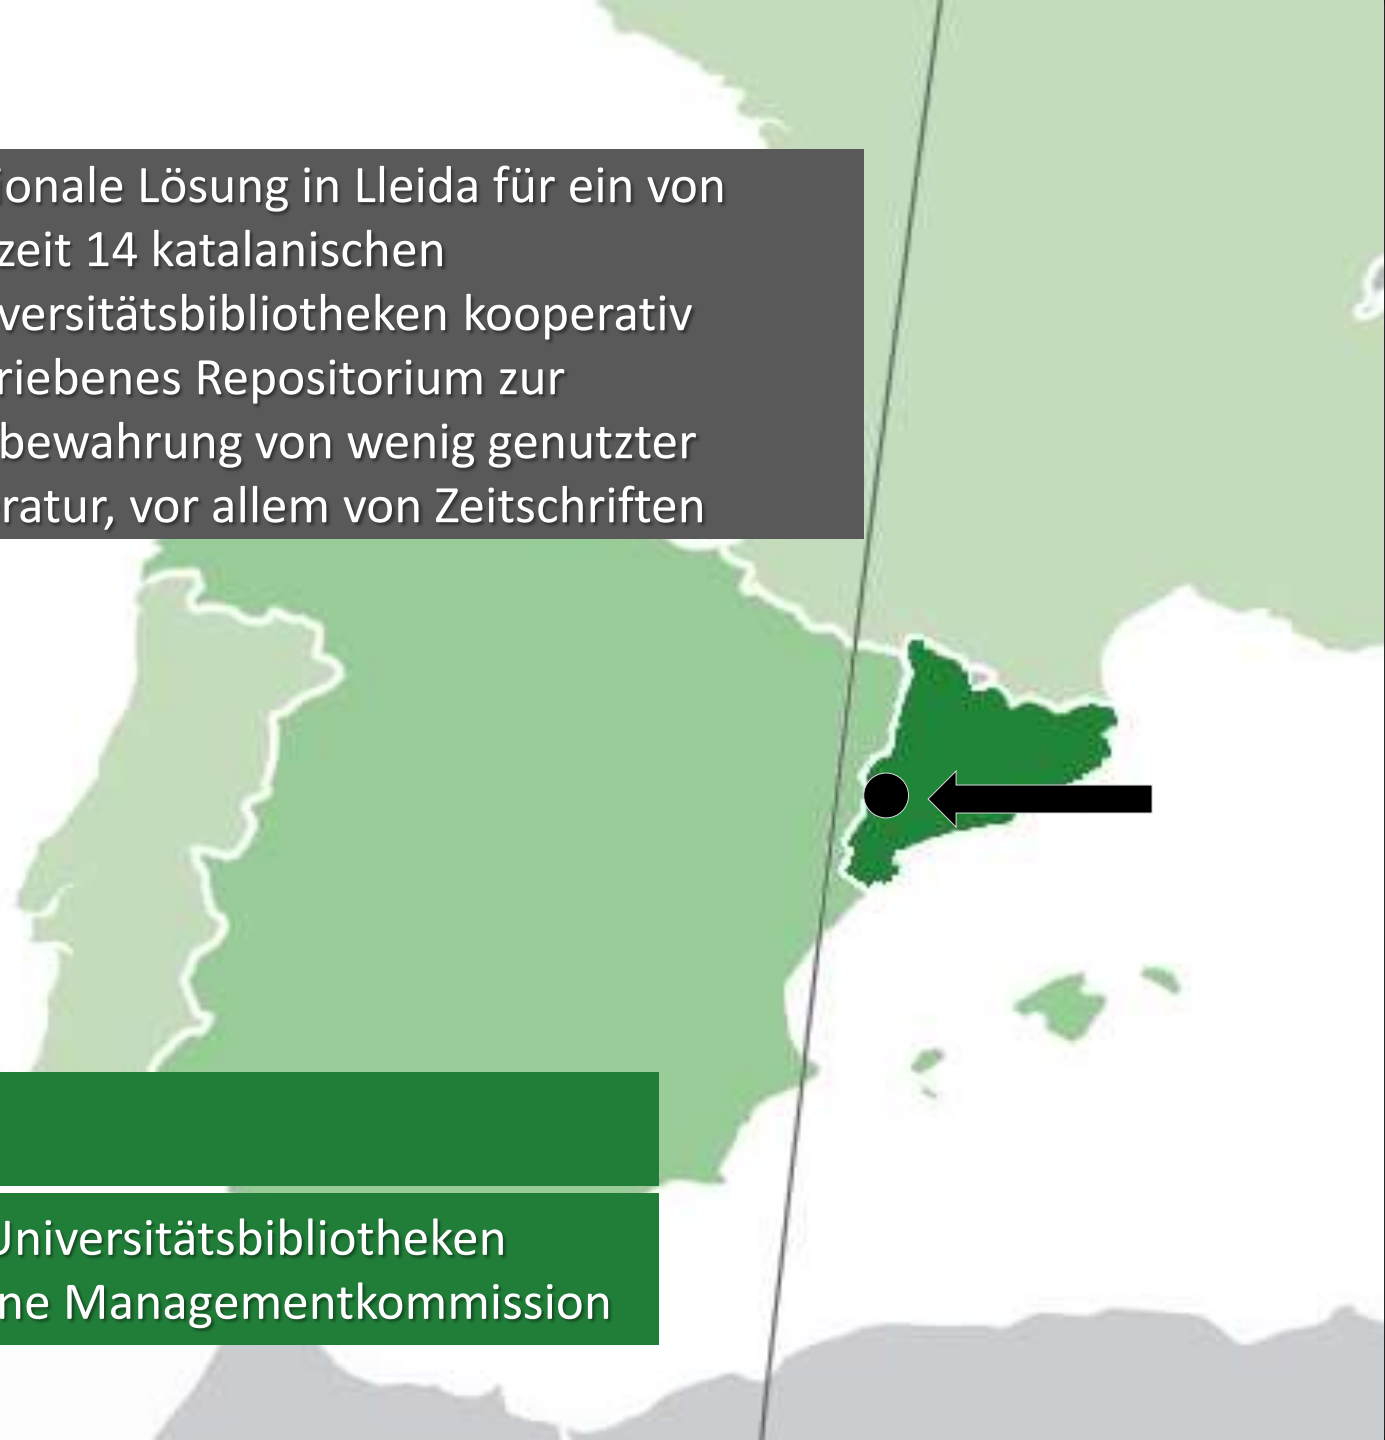 ionale Lösung in Lleida für ein von
zeit 14 katalanischen
versitätsbibliotheken kooperativ
riebenes Repositorium zur
bewahrung von wenig genutzter
ratur, vor allem von Zeitschriften
Universitätsbibliotheken
ne Managementkommission